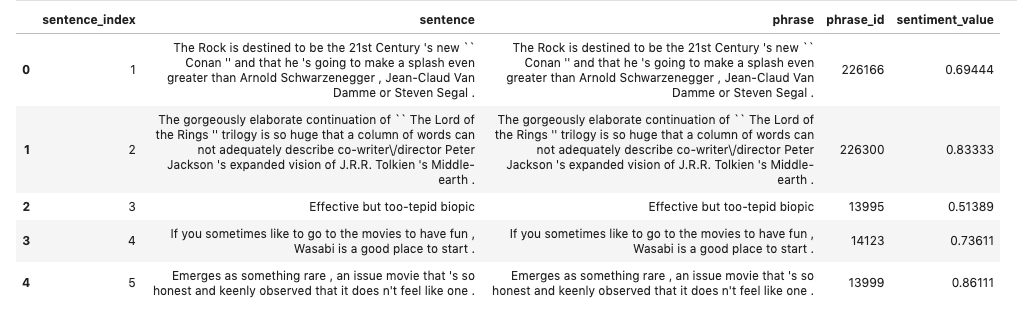 sentence_index sentence phrase phrase_id sentiment_value
The Rock is destined to be the 21st Century 's new ``
Conan '' and that he 's going to make a splash even
0 1 greater than Arnold Schwarzenegger , Jean-Claud Van
Damme or Steven Segal .
The Rock is destined to be the 21st Century 's new ``
Conan '' and that he 's going to make a splash even
greater than Arnold Schwarzenegger , Jean-Claud Van
Damme or Steven Segal .
226166 0.69444
1 2
The gorgeously elaborate continuation of `` The Lord of
the Rings '' trilogy is so huge that a column of words can
not adequately describe co-writer\/director Peter
Jackson 's expanded vision of J.R.R. Tolkien 's Middle-
earth .
The gorgeously elaborate continuation of `` The Lord of
the Rings '' trilogy is so huge that a column of words can
not adequately describe co-writer\/director Peter
Jackson 's expanded vision of J.R.R. Tolkien 's Middle-
earth .
226300 0.83333
2 3 Effective but too-tepid biopic Effective but too-tepid biopic 13995 0.51389
3 4
If you sometimes like to go to the movies to have fun ,
Wasabi is a good place to start .
If you sometimes like to go to the movies to have fun ,
Wasabi is a good place to start .
14123 0.73611
4 5
Emerges as something rare , an issue movie that 's so
honest and keenly observed that it does n't feel like one .
Emerges as something rare , an issue movie that 's so
honest and keenly observed that it does n't feel like one .
13999 0.86111